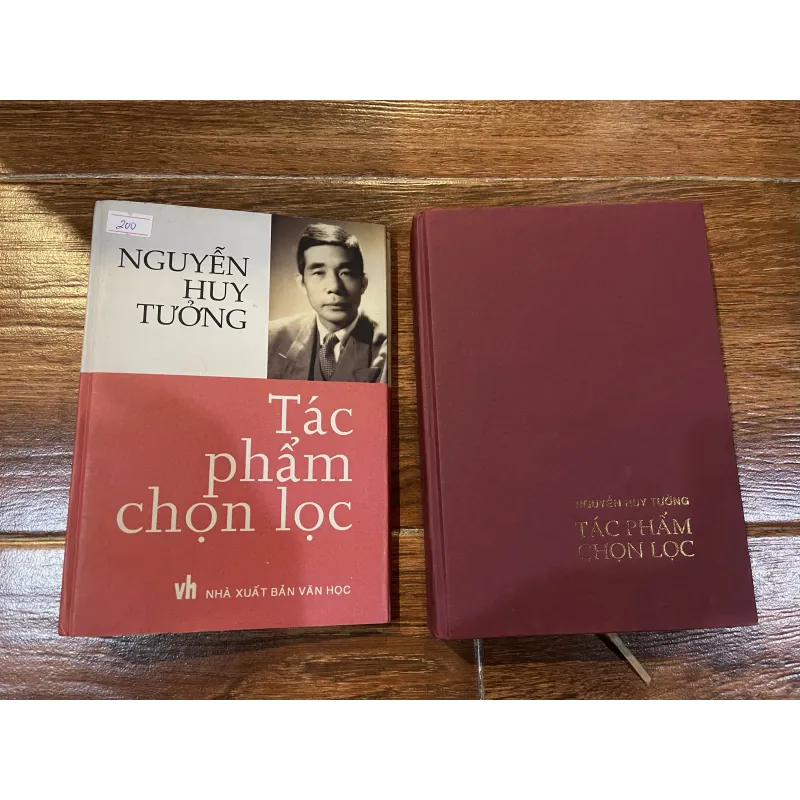 200
NGUYỄN
HUY
TƯỞNG
Tác
phẩm
chọn lọc
vh NHÀ XUẤT BẢN VĂN HỌC
NGUYỄN HUY TƯỞNG
TÁC PHẨM
CHỌN LỌC